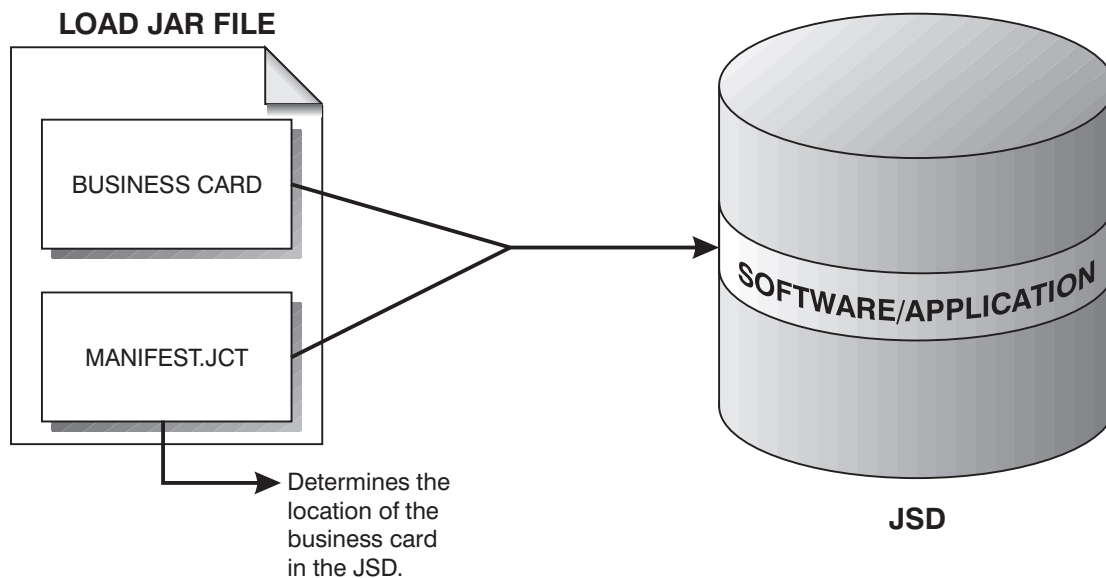 LOAD JAR FILE
BUSINESS CARD
MANIFEST.JCT
Determines the
location of the
business card
in the JSD.
SOFTWARE/APPLICATION
JSD